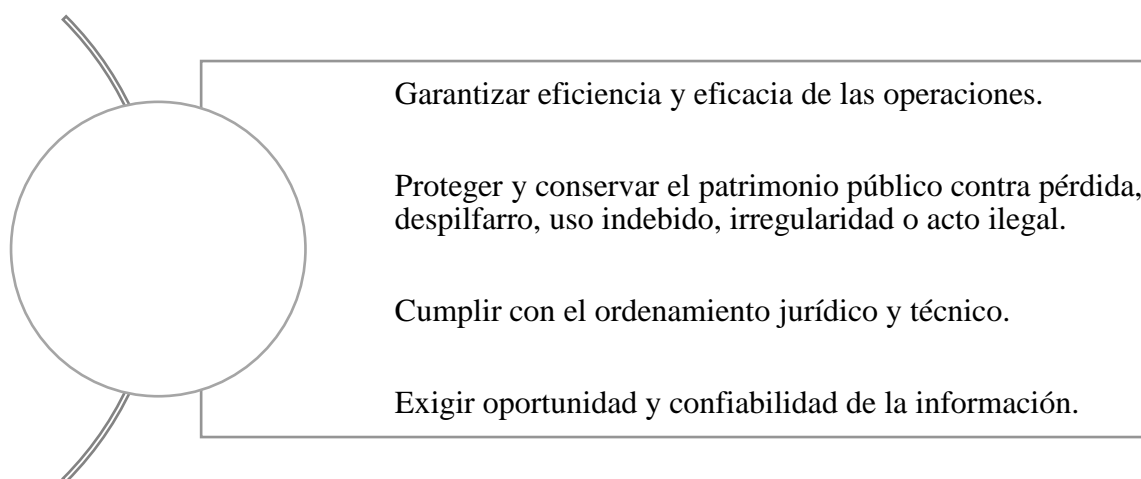 Garantizar eficiencia y eficacia de las operaciones.
Proteger y conservar el patrimonio público contra pérdida,
despilfarro, uso indebido, irregularidad o acto ilegal.
Cumplir con el ordenamiento jurídico y técnico.
Exigir oportunidad y confiabilidad de la información.